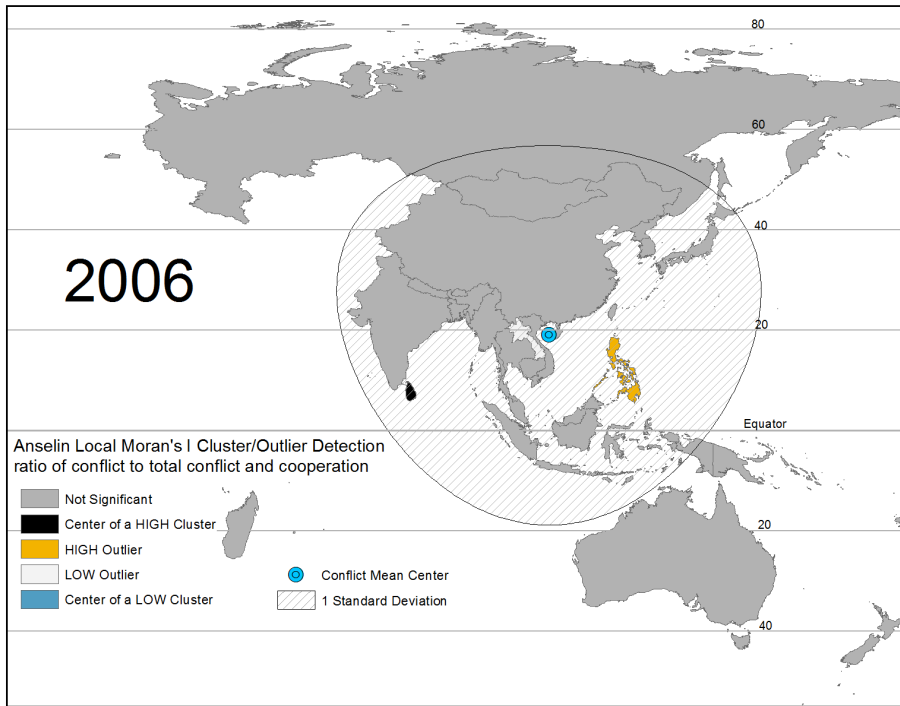 80
60
40
2006
20
Equator
Anselin Local Moran's I Cluster/Outlier Detection
ratio of conflict to total conflict and cooperation
Not Significant
Center of a HIGH Cluster
HIGH Outlier
LOW Outlier
Center of a LOW Cluster
Conflict Mean Center
1 Standard Deviation
20
40